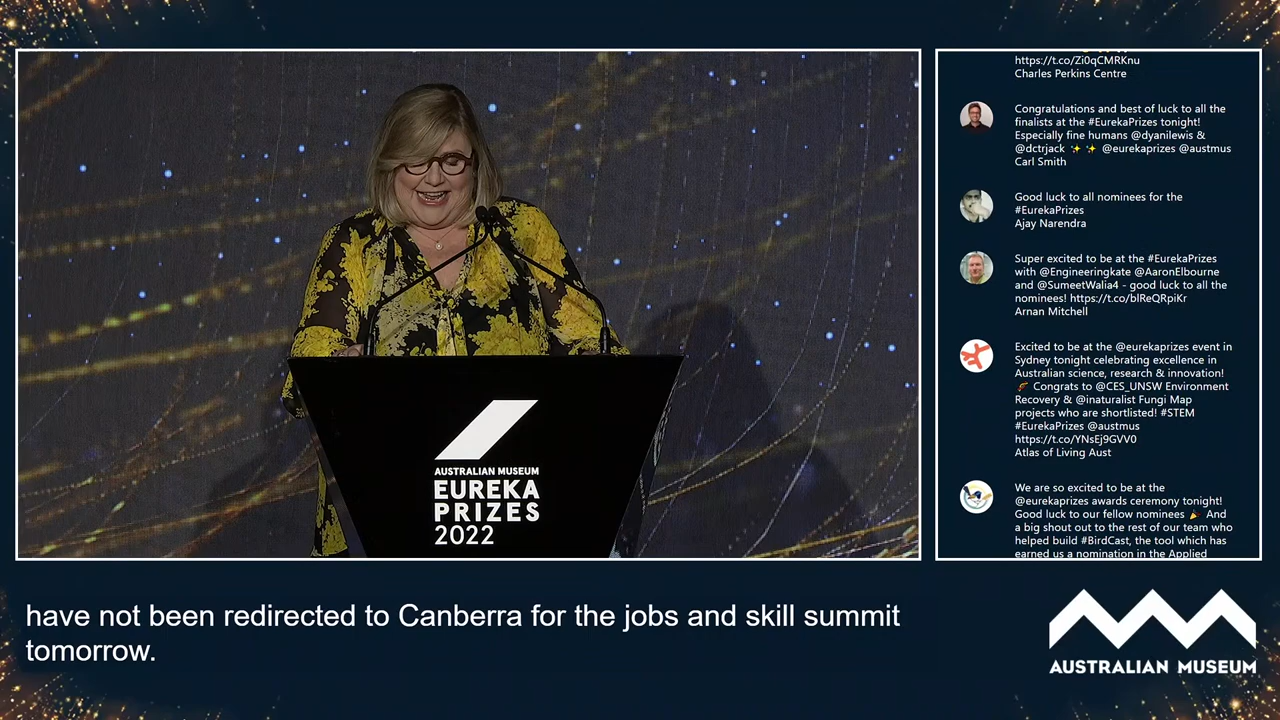 AUSTRALIAN MUSEUM
EUREKA
PRIZES
2022
https://t.co/Zi0qCMRKnu
Charles Perkins Centre
Congratulations and best of luck to all the
finalists at the #EurekaPrizes tonight!
Especially fine humans @dyanilewis &
@dctrjack ✨ ✨ @eurekaprizes @austmus
Carl Smith
Good luck to all nominees for the
#EurekaPrizes
Ajay Narendra
Super excited to be at the #EurekaPrizes
with @Engineeringkate @AaronElbourne
and @SumeetWalia4 - good luck to all the
nominees! https://t.co/blReQRpiKr
Arnan Mitchell
Excited to be at the @eurekaprizes event in
Sydney tonight celebrating excellence in
Australian science, research & innovation!
Congrats to @CES_UNSW Environment
Recovery & @inaturalist Fungi Map
projects who are shortlisted! #STEM
#EurekaPrizes @austmus
https://t.co/YNsEj9GVV0
Atlas of Living Aust
We are so excited to be at the
@eurekaprizes awards ceremony tonight!
Good luck to our fellow nominees 🎉 And
a big shout out to the rest of our team who
helped build #BirdCast, the tool which has
earned us a nomination in the Applied
have not been redirected to Canberra for the jobs and skill summit
tomorrow.
AUSTRALIAN MUSEUM